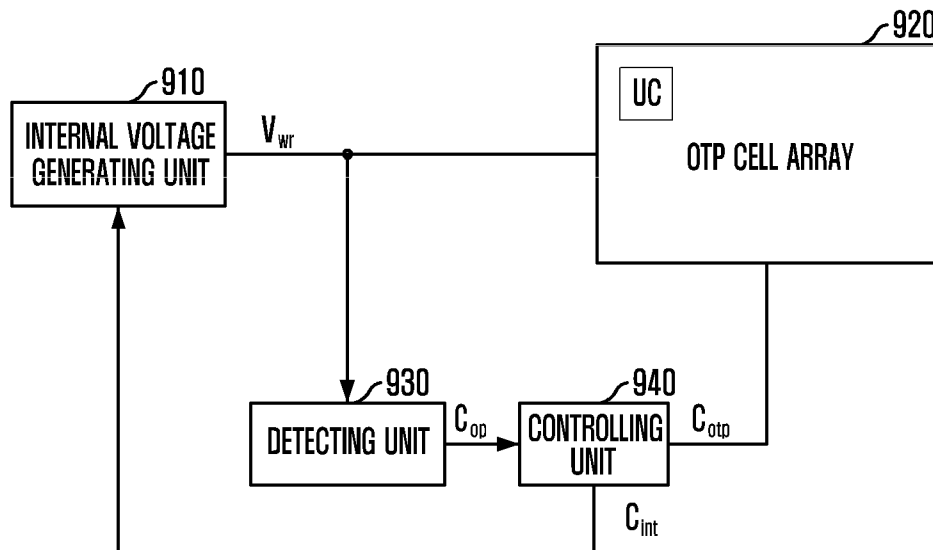 920
910
UC
INTERNAL VOLTAGE
GENERATING UNIT
Vwr
OTP CELL ARRAY
930
940
DETECTING UNIT
Cop
CONTROLLING
UNIT
Cotp
Cint